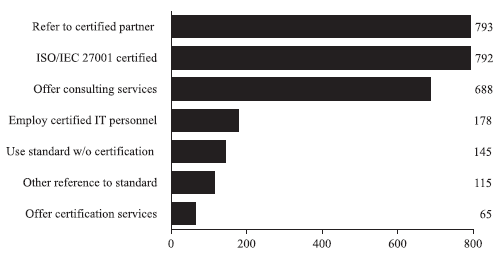 Refer to certified partner 793
ISO/IEC 27001 certified 792
Offer consulting services 688
Employ certified IT personnel 178
Use standard w/o certification 145
Other reference to standard 115
Offer certification services 65
0 200 400 600 800